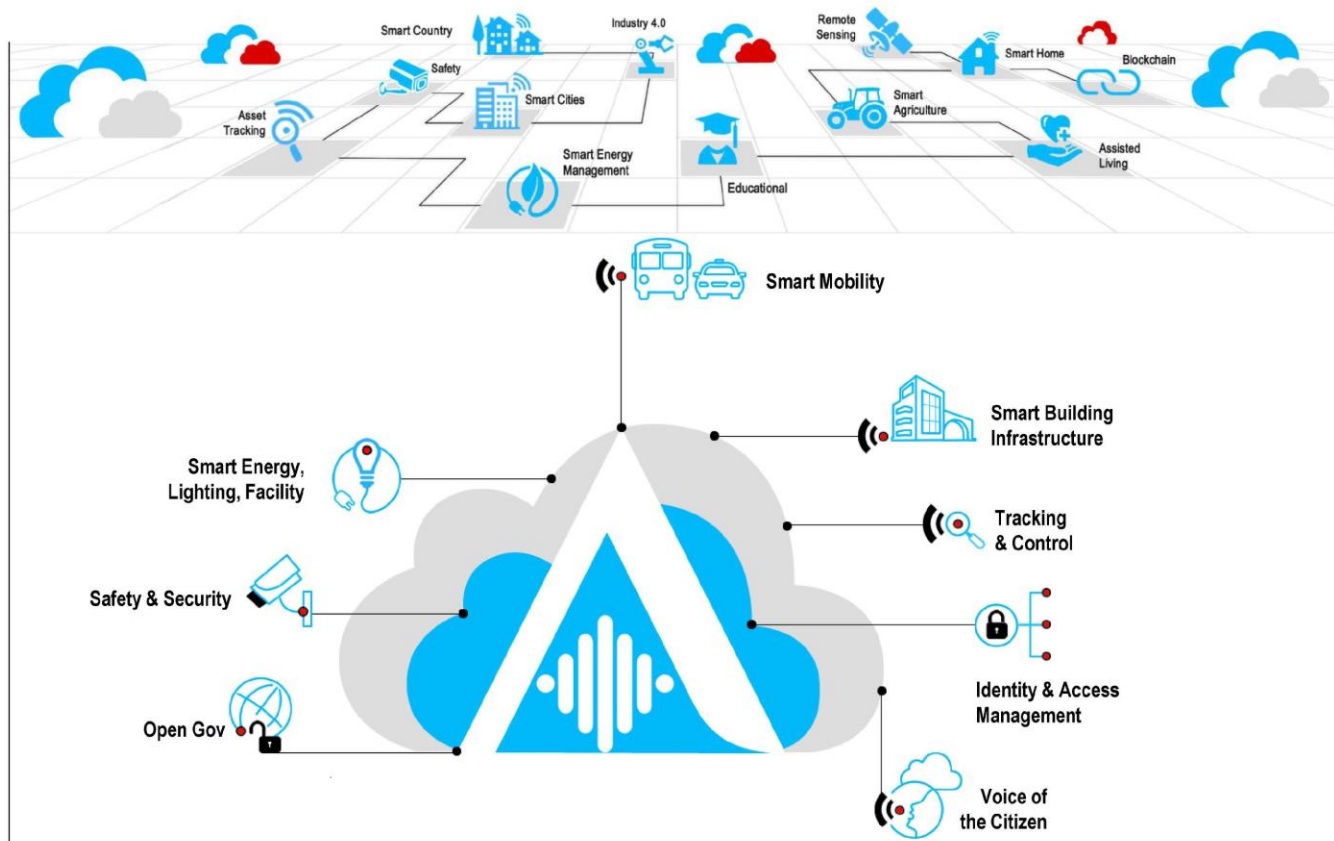 Smart Country
Industry 4.0
Remote
Sensing
Smart Home
Blockchain
Safety
Smart Cities
Smart
Agriculture
Asset
Tracking
Smart Energy
Management
Educational
Assisted
Living
Smart Mobility
Smart Building
Infrastructure
Smart Energy,
Lighting, Facility
Tracking
& Control
Safety & Security
Identity & Access
Management
Open Gov
Voice of
the Citizen